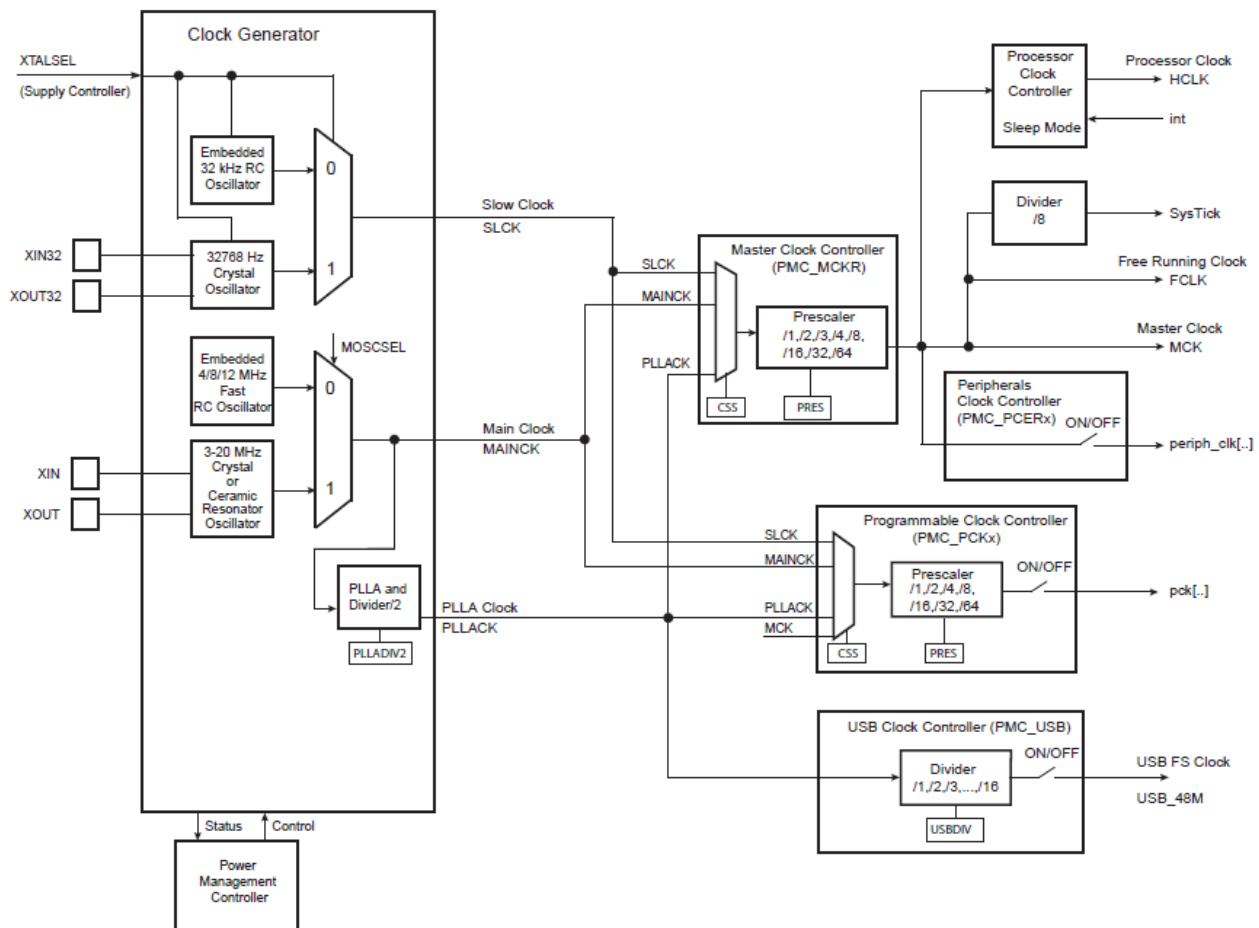 Clock Generator
XTALSEL
(Supply Controller)
Embedded
32 kHz RC
Oscillator
0
1
XIN32
XOUT32
32768 Hz
Crystal
Oscillator
Slow Clock
SLCK
MOSCSEL
Embedded
4/8/12 MHz
Fast
RC Oscillator
0
1
XIN
XOUT
3-20 MHz
Crystal
or
Ceramic
Resonator
Oscillator
Main Clock
MAINCK
PLLA and
Divider/2
PLLADIV2
PLLA Clock
PLLACK
Status
Control
Power
Management
Controller
Master Clock Controller
(PMC_MCKR)
SLCK
MAINCK
PLLACK
Prescaler
/1,/2,/3,/4,/8,
/16,/32,/64
CSS
PRES
Processor
Clock
Controller
Sleep Mode
Processor Clock
HCLK
int
Divider
/8
SysTick
Free Running Clock
FCLK
Master Clock
MCK
Peripherals
Clock Controller
(PMC_PCERx)
ON/OFF
periph_clk[..]
Programmable Clock Controller
(PMC_PCKx)
SLCK
MAINCK
PLLACK
MCK
Prescaler
/1,/2,/4,/8,
/16,/32,/64
ON/OFF
CSS
PRES
pck[..]
USB Clock Controller (PMC_USB)
Divider
/1,/2,/3,...,/16
ON/OFF
USBDIV
USB FS Clock
USB_48M